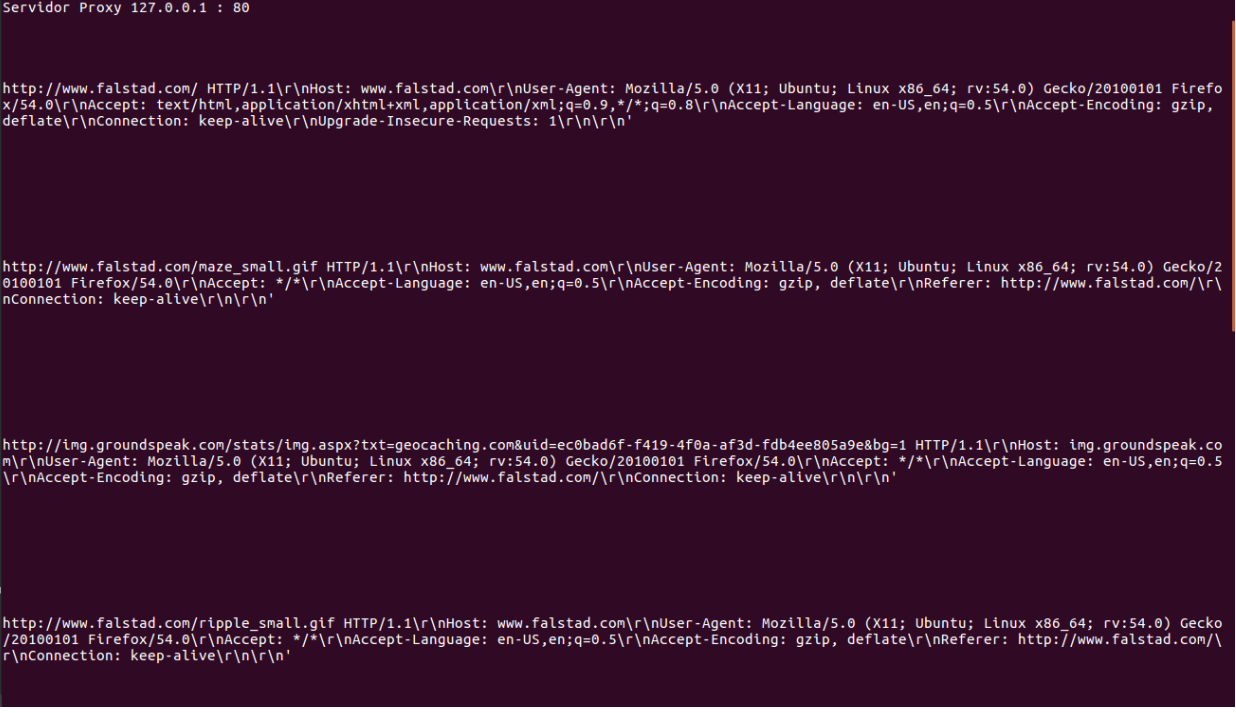 Servidor Proxy 127.0.0.1 : 80
http://www.falstad.com/ HTTP/1.1\r\nHost: www.falstad.com\r\nUser-Agent: Mozilla/5.0 (X11; Ubuntu; Linux x86_64; rv:54.0) Gecko/20100101 Firefo
x/54.0\r\nAccept: text/html,application/xhtml+xml,application/xml;q=0.9,*/*;q=0.8\r\nAccept-Language: en-US,en;q=0.5\r\nAccept-Encoding: gzip,
deflate\r\nConnection: keep-alive\r\nUpgrade-Insecure-Requests: 1\r\n\r\n'
http://www.falstad.com/maze_small.gif HTTP/1.1\r\nHost: www.falstad.com\r\nUser-Agent: Mozilla/5.0 (X11; Ubuntu; Linux x86_64; rv:54.0) Gecko/2
0100101 Firefox/54.0\r\nAccept: */*\r\nAccept-Language: en-US,en;q=0.5\r\nAccept-Encoding: gzip, deflate\r\nReferer: http://www.falstad.com/\r\
nConnection: keep-alive\r\n\r\n'
http://img.groundspeak.com/stats/img.aspx?txt=geocaching.com&uid=ec0bad6f-f419-4f0a-af3d-fdb4ee805a9e&bg=1 HTTP/1.1\r\nHost: img.groundspeak.co
m\r\nUser-Agent: Mozilla/5.0 (X11; Ubuntu; Linux x86_64; rv:54.0) Gecko/20100101 Firefox/54.0\r\nAccept: */*\r\nAccept-Language: en-US,en;q=0.5
\r\nAccept-Encoding: gzip, deflate\r\nReferer: http://www.falstad.com/\r\nConnection: keep-alive\r\n\r\n'
http://www.falstad.com/ripple_small.gif HTTP/1.1\r\nHost: www.falstad.com\r\nUser-Agent: Mozilla/5.0 (X11; Ubuntu; Linux x86_64; rv:54.0) Gecko
/20100101 Firefox/54.0\r\nAccept: */*\r\nAccept-Language: en-US,en;q=0.5\r\nAccept-Encoding: gzip, deflate\r\nReferer: http://www.falstad.com/\
r\nConnection: keep-alive\r\n\r\n'